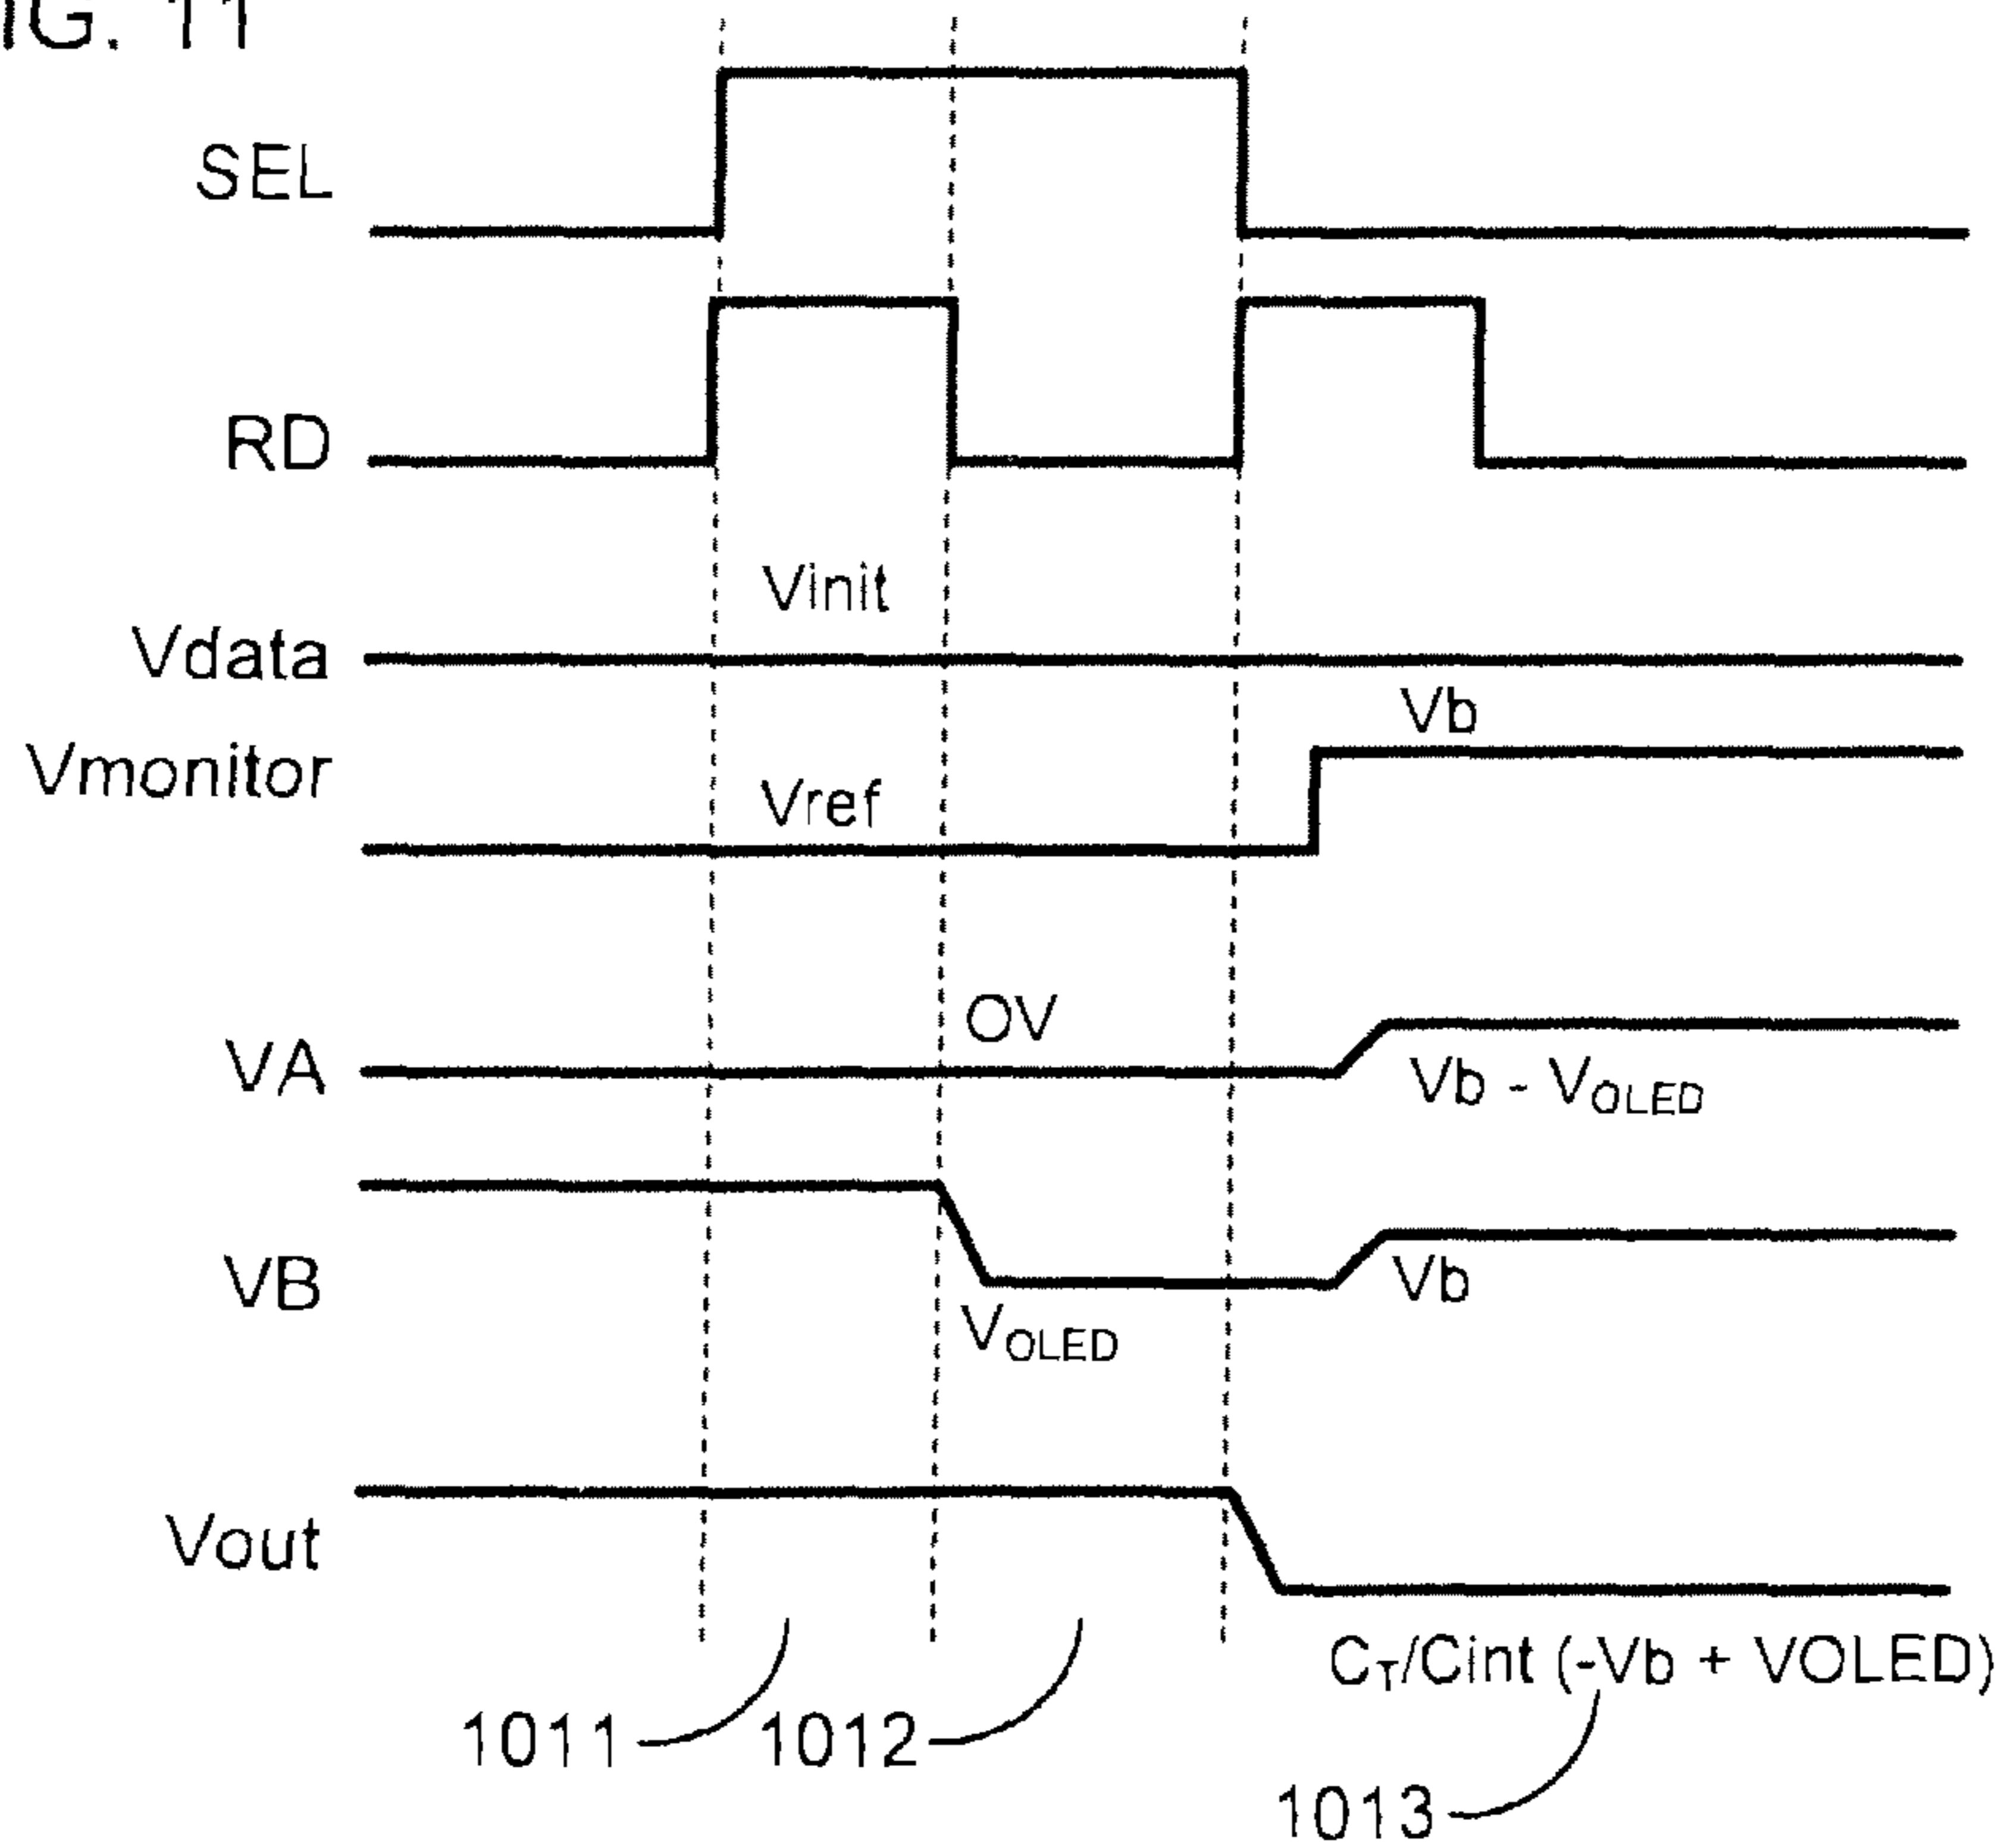 IG. 11
SEL
RD
Vinit
Vdata
Vb
Vmonitor
Vref
OV
VA
Vb - VOLED
VB
Vb
VOLED
Vout
CT/Cint (-Vb + VOLED)
1011
1012
1013